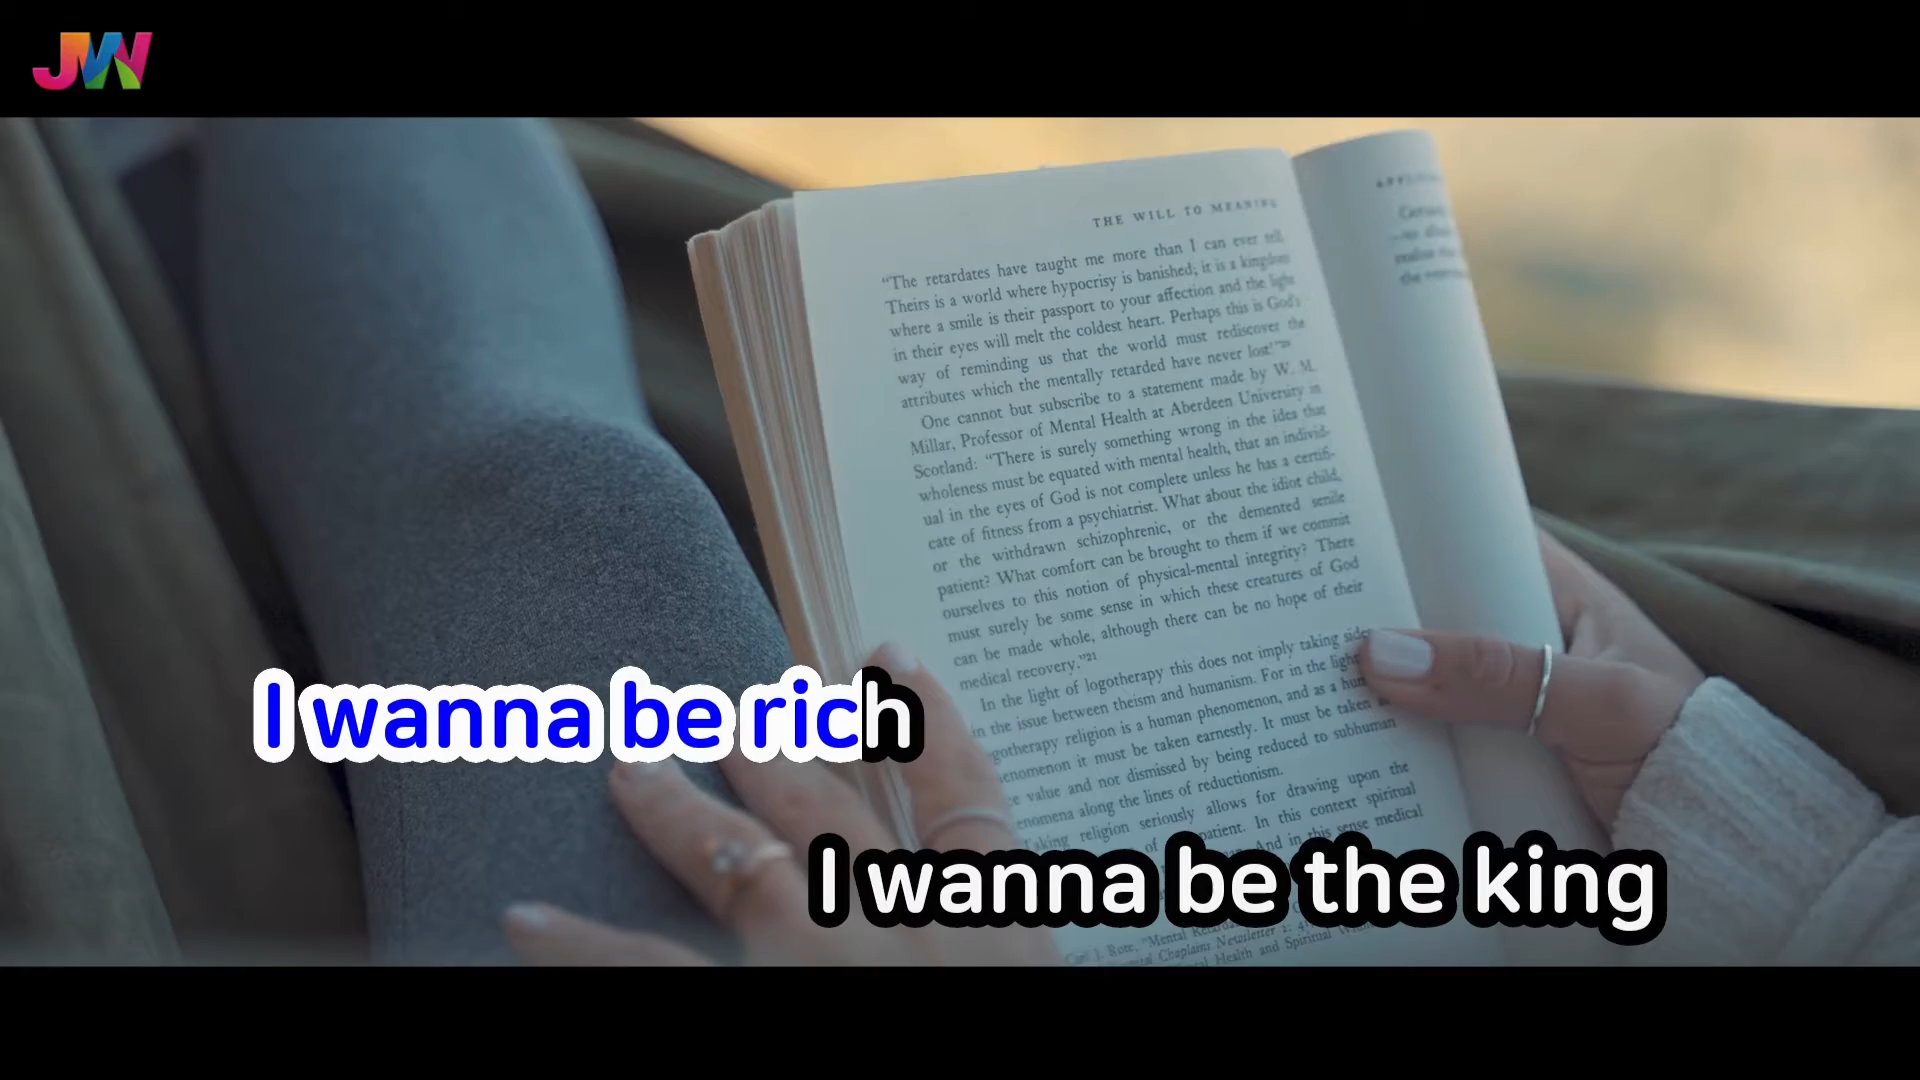 JW
THE WILL TO MEANING
"The retardates have taught me more than I can ever tell.
Theirs is a world where hypocrisy is banished; it is a kingdom
where a smile is their passport to your affection and the light
in their eyes will melt the coldest heart. Perhaps this is God's
way of reminding us that the world must rediscover the
attributes which the mentally retarded have never lost!"
One cannot but subscribe to a statement made by W. M.
Millar, Professor of Mental Health at Aberdeen University in
Scotland: "There is surely something wrong in the idea that
wholeness must be equated with mental health, that an individ-
ual in the eyes of God is not complete unless he has a certifi-
cate of fitness from a psychiatrist. What about the idiot child,
or the withdrawn schizophrenic, or the demented senile
patient? What comfort can be brought to them if we commit
ourselves to this notion of physical-mental integrity? There
must surely be some sense in which these creatures of God
can be made whole, although there can be no hope of their
medical recovery."21
In the light of logotherapy this does not imply taking sides
in the issue between theism and humanism. For in the light
religion is a human phenomenon, and as a
it must be taken earnestly. It must be taken
value and not dismissed by being reduced to subhuman
along the lines of reductionism.
Taking religion seriously allows for drawing upon the
of patient. In this context spiritual
And in this sense medical
I wanna be rich
I wanna be the king